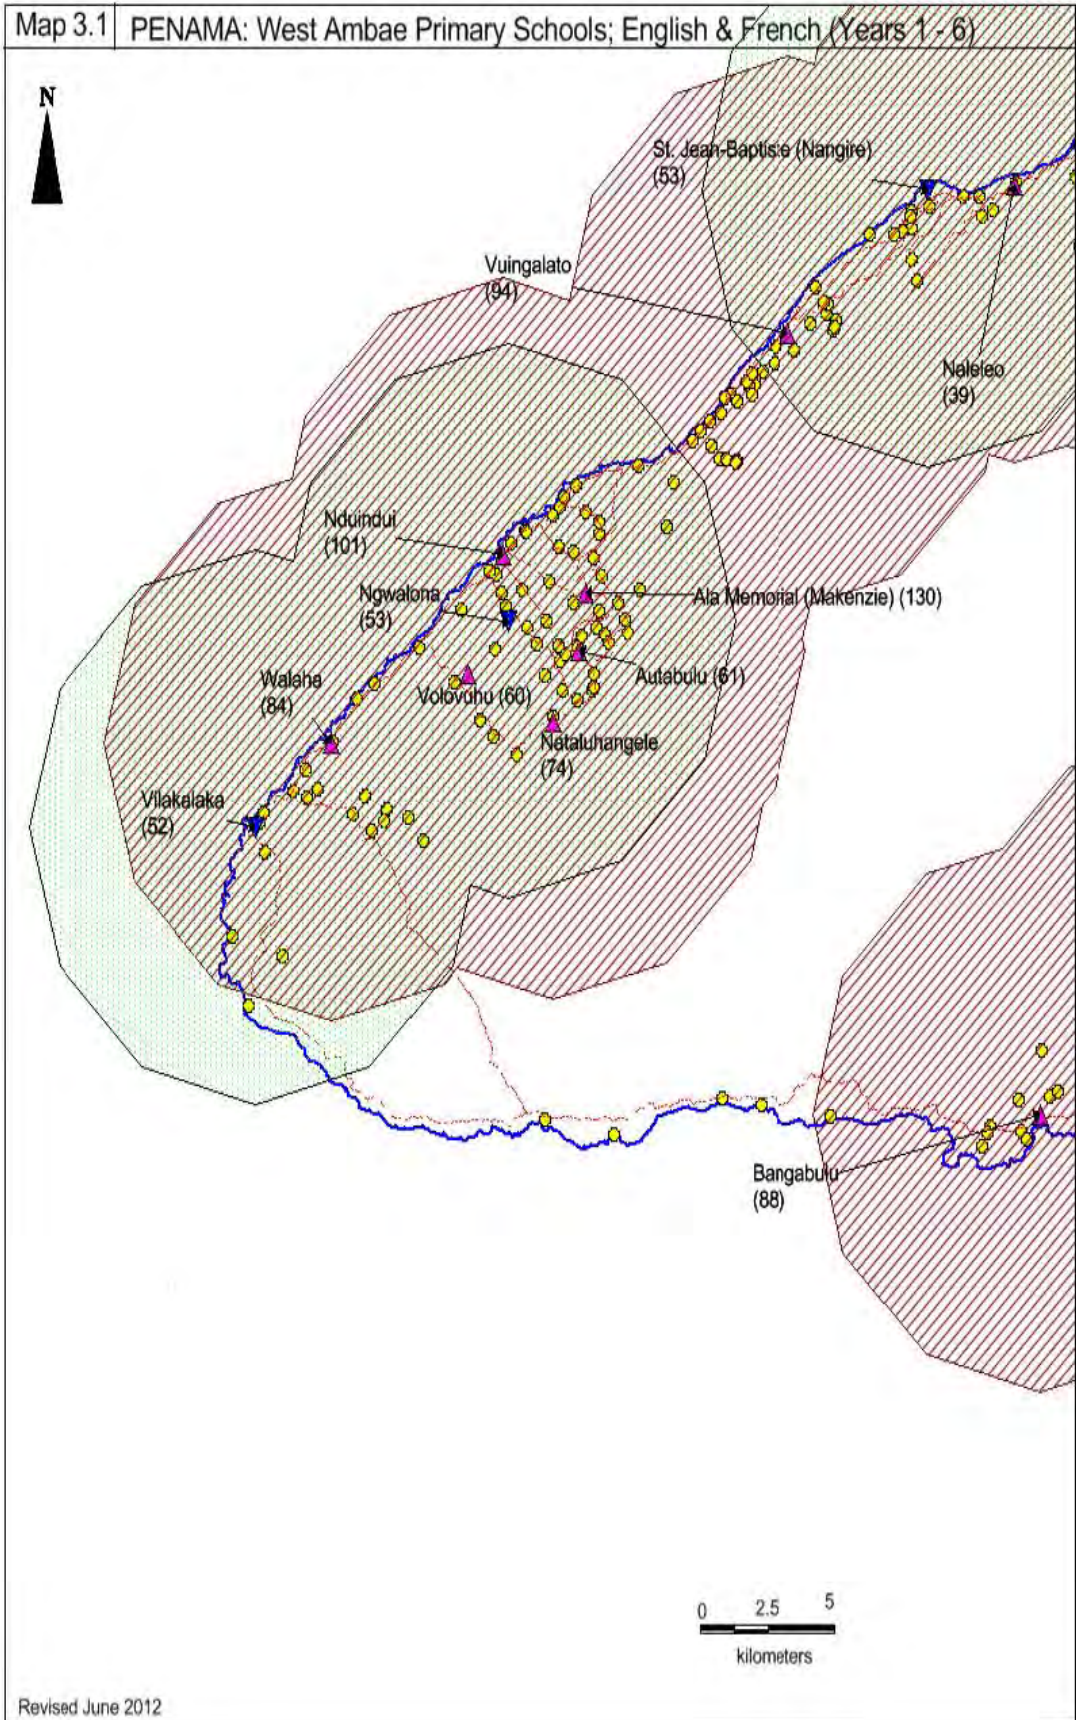 Map 3.1 PENAMA: West Ambae Primary Schools; English & French (Years 1 - 6)
N
St. Jean-Baptis:e (Nangire)
(53)
Vuingalato
(94)
Naleleo
(39)
Nduindui
(101)
Ngwalona
(53)
Ala Memorial (Makenzie) (130)
Autabulu (61)
Walaha
(84)
Volovuhu (60)
Nataluhangele
(74)
Vilakalaka
(52)
Bangabulu
(88)
0 2.5 5
kilometers
Revised June 2012